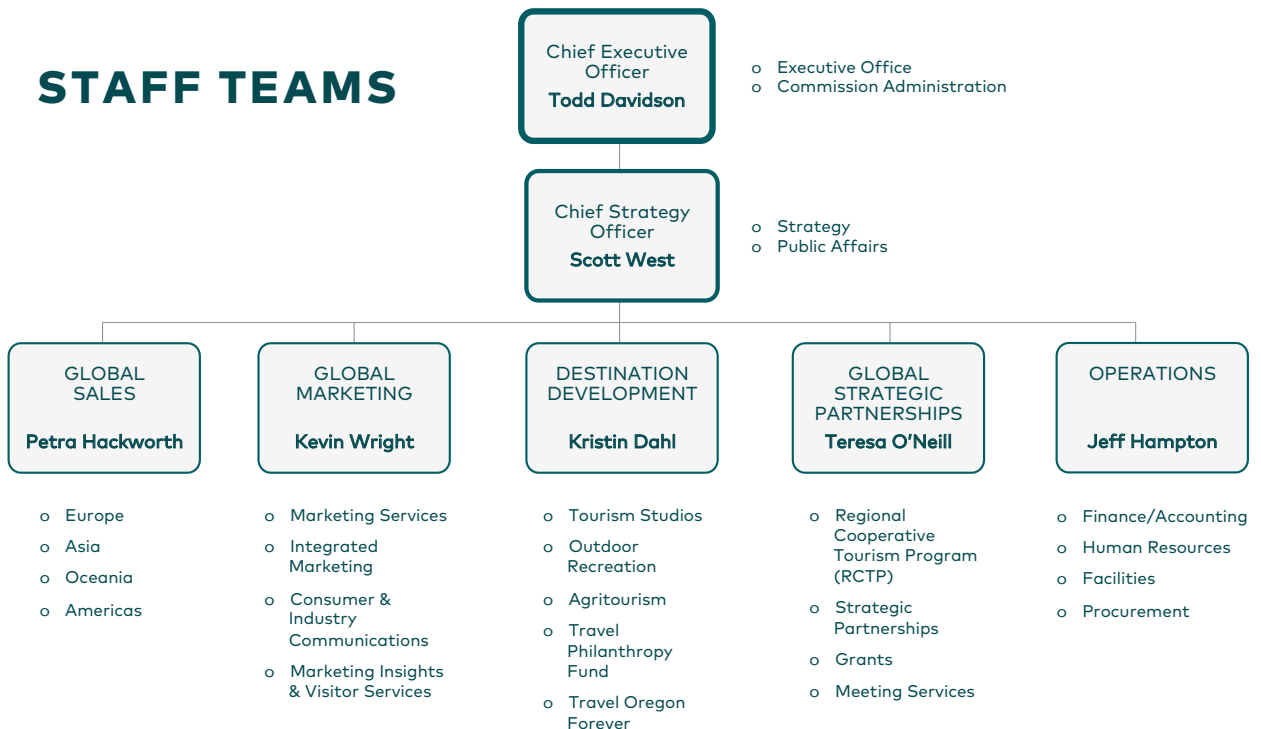 STAFF TEAMS
Chief Executive
Officer
Todd Davidson
o Executive Office
o Commission Administration
Chief Strategy
Officer
Scott West
o Strategy
o Public Affairs
GLOBAL
SALES
Petra Hackworth
o Europe
o Asia
o Oceania
o Americas
GLOBAL
MARKETING
Kevin Wright
o Marketing Services
o Integrated
Marketing
o Consumer &
Industry
Communications
o Marketing Insights
& Visitor Services
DESTINATION
DEVELOPMENT
Kristin Dahl
o Tourism Studios
o Outdoor
Recreation
o Agritourism
o Travel
Philanthropy
Fund
o Travel Oregon
Forever
GLOBAL
STRATEGIC
PARTNERSHIPS
Teresa O’Neill
o Regional
Cooperative
Tourism Program
(RCTP)
o Strategic
Partnerships
o Grants
o Meeting Services
OPERATIONS
Jeff Hampton
o Finance/Accounting
o Human Resources
o Facilities
o Procurement